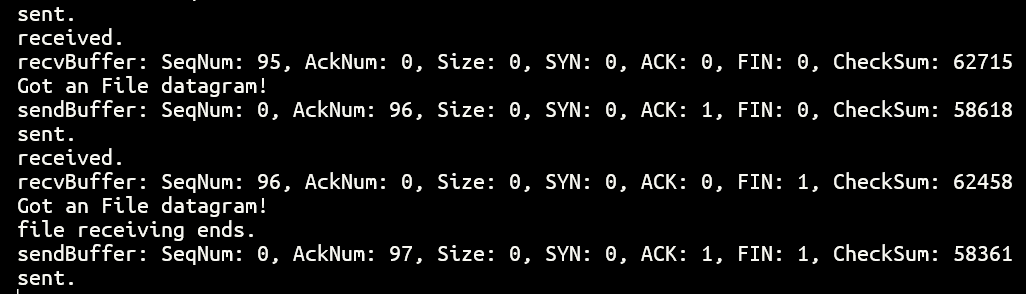 sent.
received.
recvBuffer: SeqNum: 95, AckNum: 0, Size: 0, SYN: 0, ACK: 0, FIN: 0, CheckSum: 62715
Got an File datagram!
sendBuffer: SeqNum: 0, AckNum: 96, Size: 0, SYN: 0, ACK: 1, FIN: 0, CheckSum: 58618
sent.
received.
recvBuffer: SeqNum: 96, AckNum: 0, Size: 0, SYN: 0, ACK: 0, FIN: 1, CheckSum: 62458
Got an File datagram!
file receiving ends.
sendBuffer: SeqNum: 0, AckNum: 97, Size: 0, SYN: 0, ACK: 1, FIN: 1, CheckSum: 58361
sent.